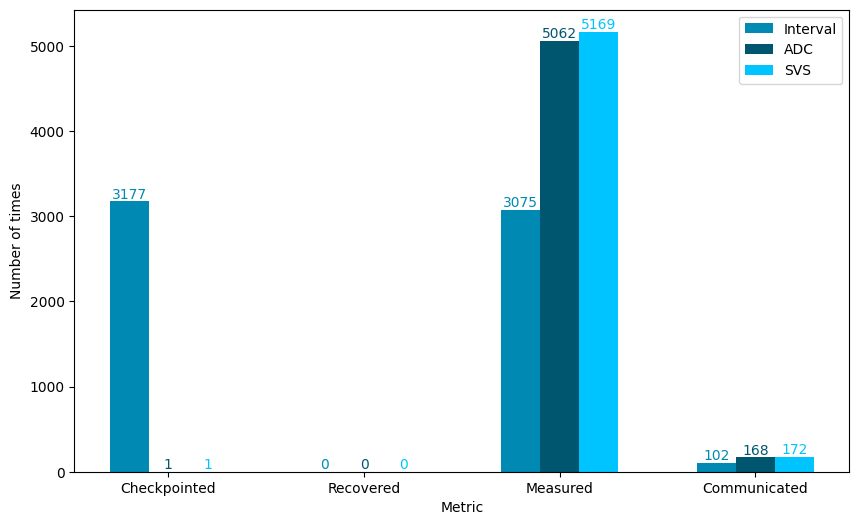 Interval
ADC
SVS
Number of times
5000
4000
3000
2000
1000
0
3177
1
1
0
0
0
3075
5062
5169
102
168
172
Checkpointed
Recovered
Measured
Communicated
Metric